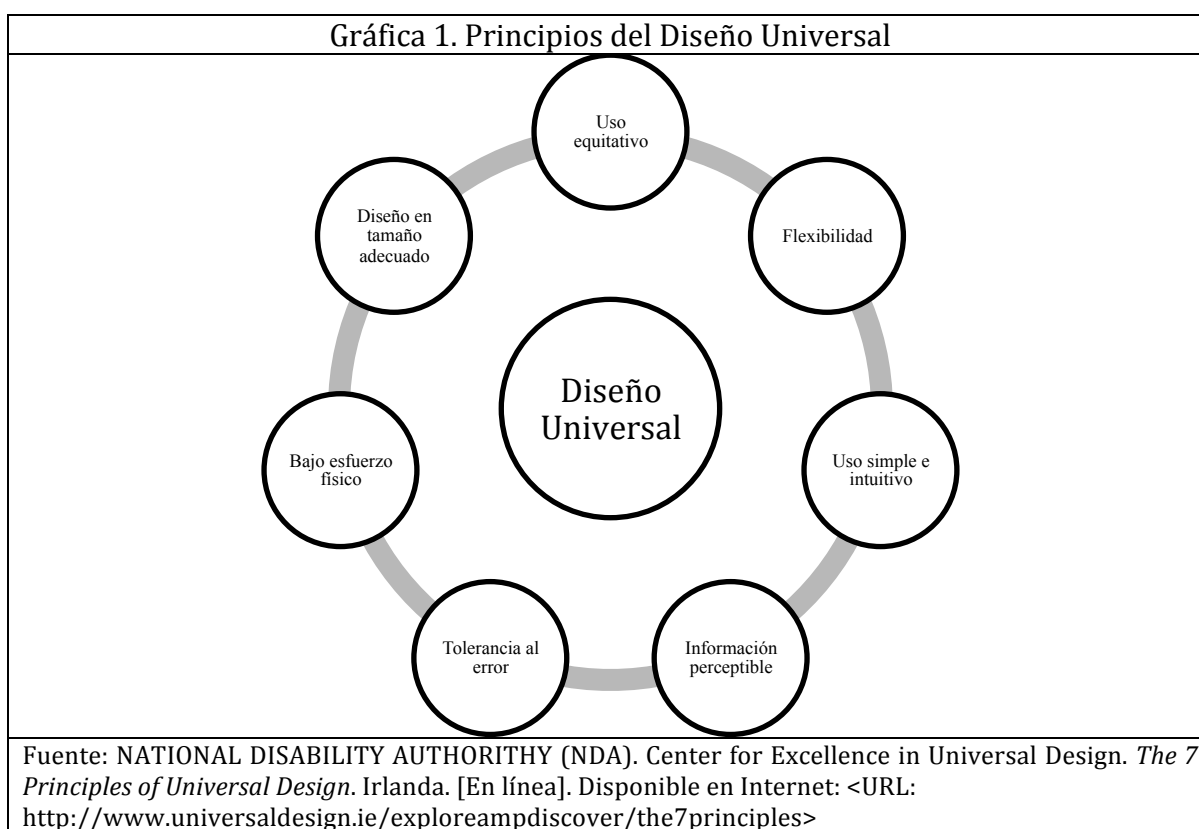 Gráfica 1. Principios del Diseño Universal
Uso
equitativo
Flexibilidad
Uso simple e
intuitivo
Información
perceptible
Tolerancia al
error
Bajo esfuerzo
físico
Diseño en
tamaño
adecuado
Diseño
Universal
Fuente: NATIONAL DISABILITY AUTHORITHY (NDA). Center for Excellence in Universal Design. The 7
Principles of Universal Design. Irlanda. [En línea]. Disponible en Internet: <URL:
http://www.universaldesign.ie/exploreampdiscover/the7principles>